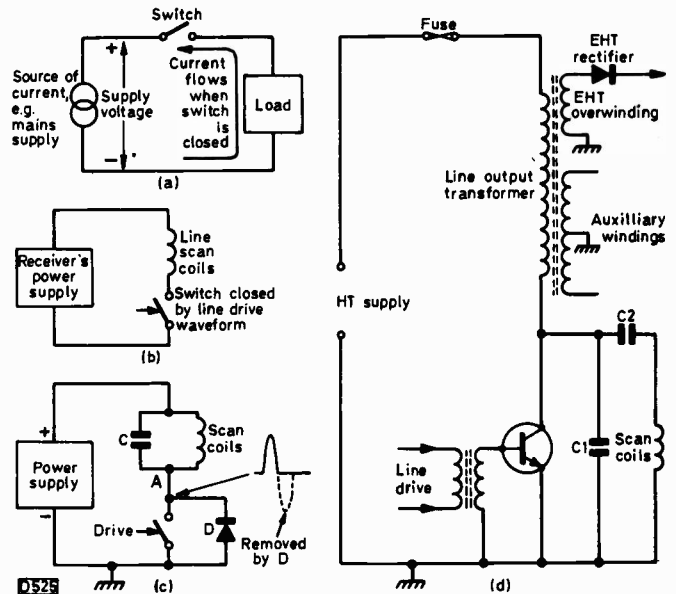 Switch
+
Source of
current,
e.g.
mains
supply
Supply
voltage
Current
flows
when
switch
is
closed
Load
−
(a)
Receiver's
power
supply
Line
scan
coils
Switch closed
by line drive
waveform
(b)
+
Power
supply
−
C
Scan
coils
A
Drive
D
Removed
by D
D525
(c)
Fuse
EHT
rectifier
EHT
overwinding
Line output
transformer
Auxilliary
windings
HT supply
C2
C1
Scan
coils
Line
drive
(d)